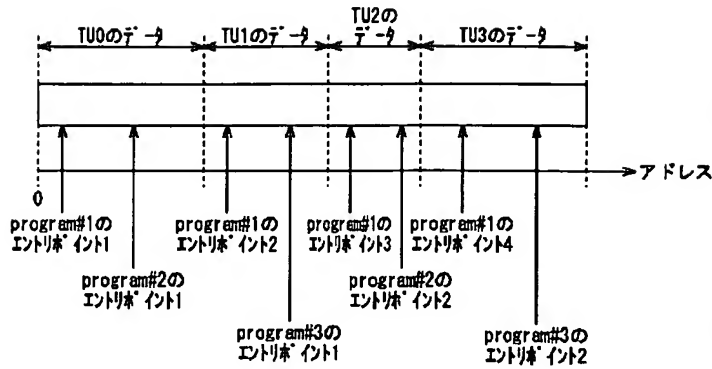 TU0のデータ
TU1のデータ
TU2の
データ
TU3のデータ
0
アドレス
program#1の
エントリポイント1
program#1の
エントリポイント2
program#1の
エントリポイント3
program#1の
エントリポイント4
program#2の
エントリポイント1
program#2の
エントリポイント2
program#3の
エントリポイント1
program#3の
エントリポイント2